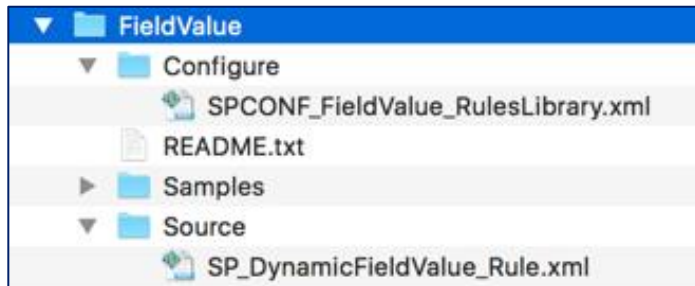 FieldValue
Configure
SPCONF_FieldValue_RulesLibrary.xml
README.txt
Samples
Source
SP_DynamicFieldValue_Rule.xml